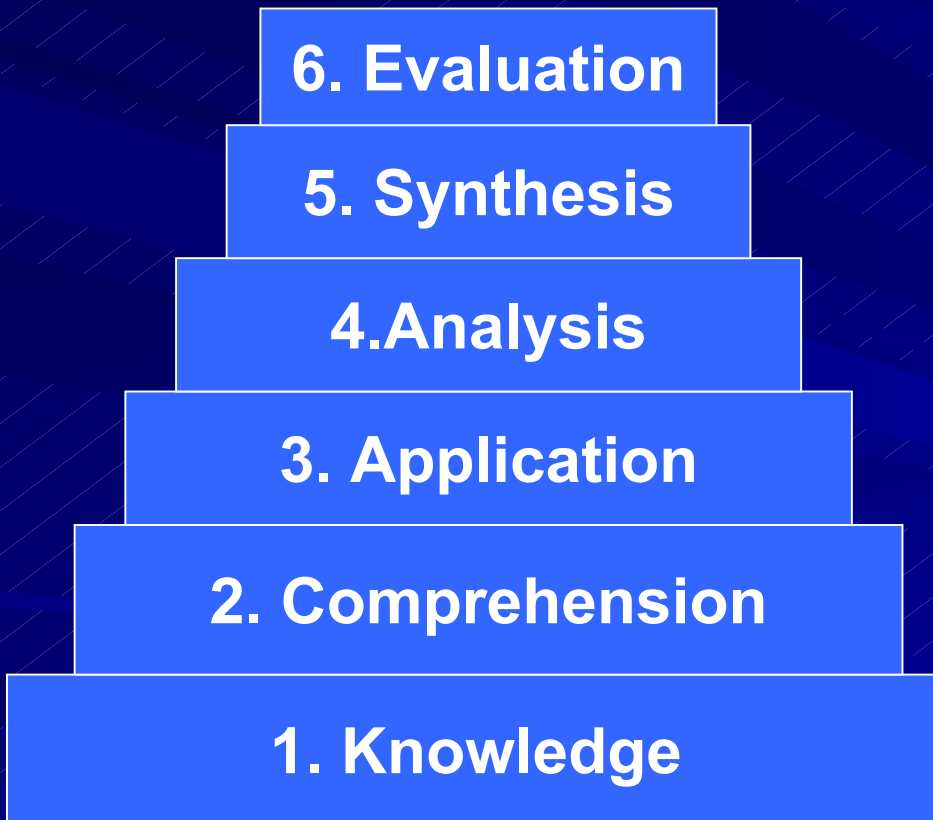 6. Evaluation
5. Synthesis
4.Analysis
3. Application
2. Comprehension
1. Knowledge